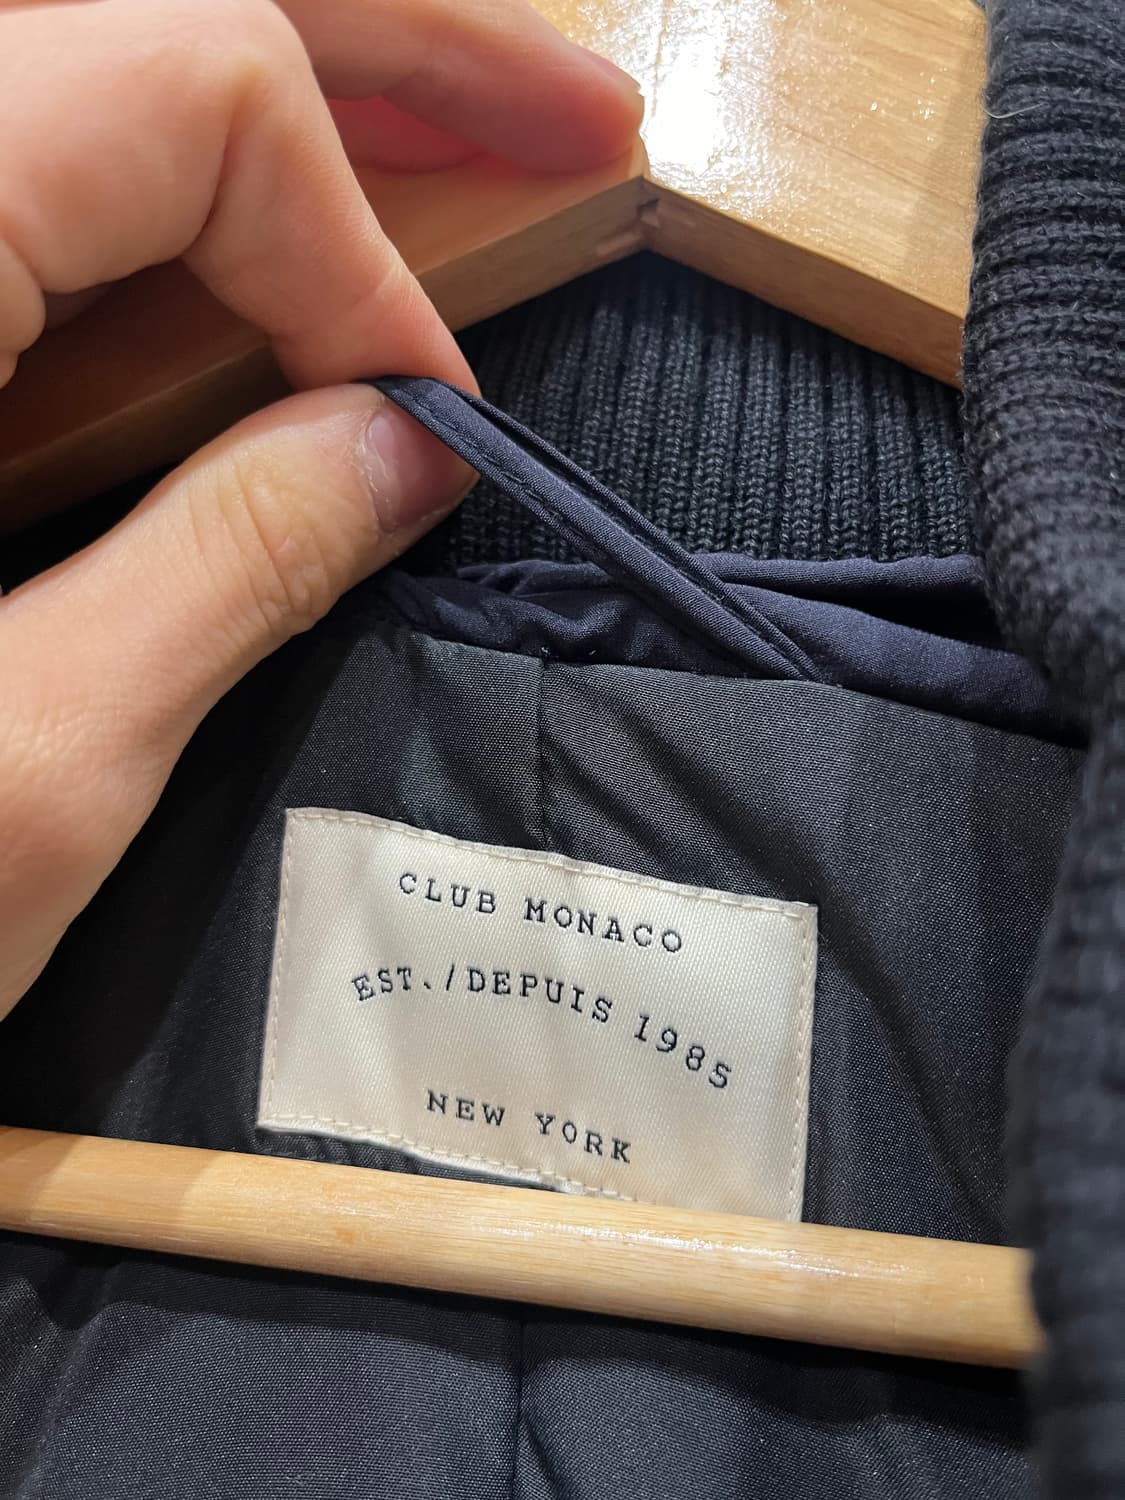 CLUB MONACO
EST./DEPUIS 1985
NEW YORK